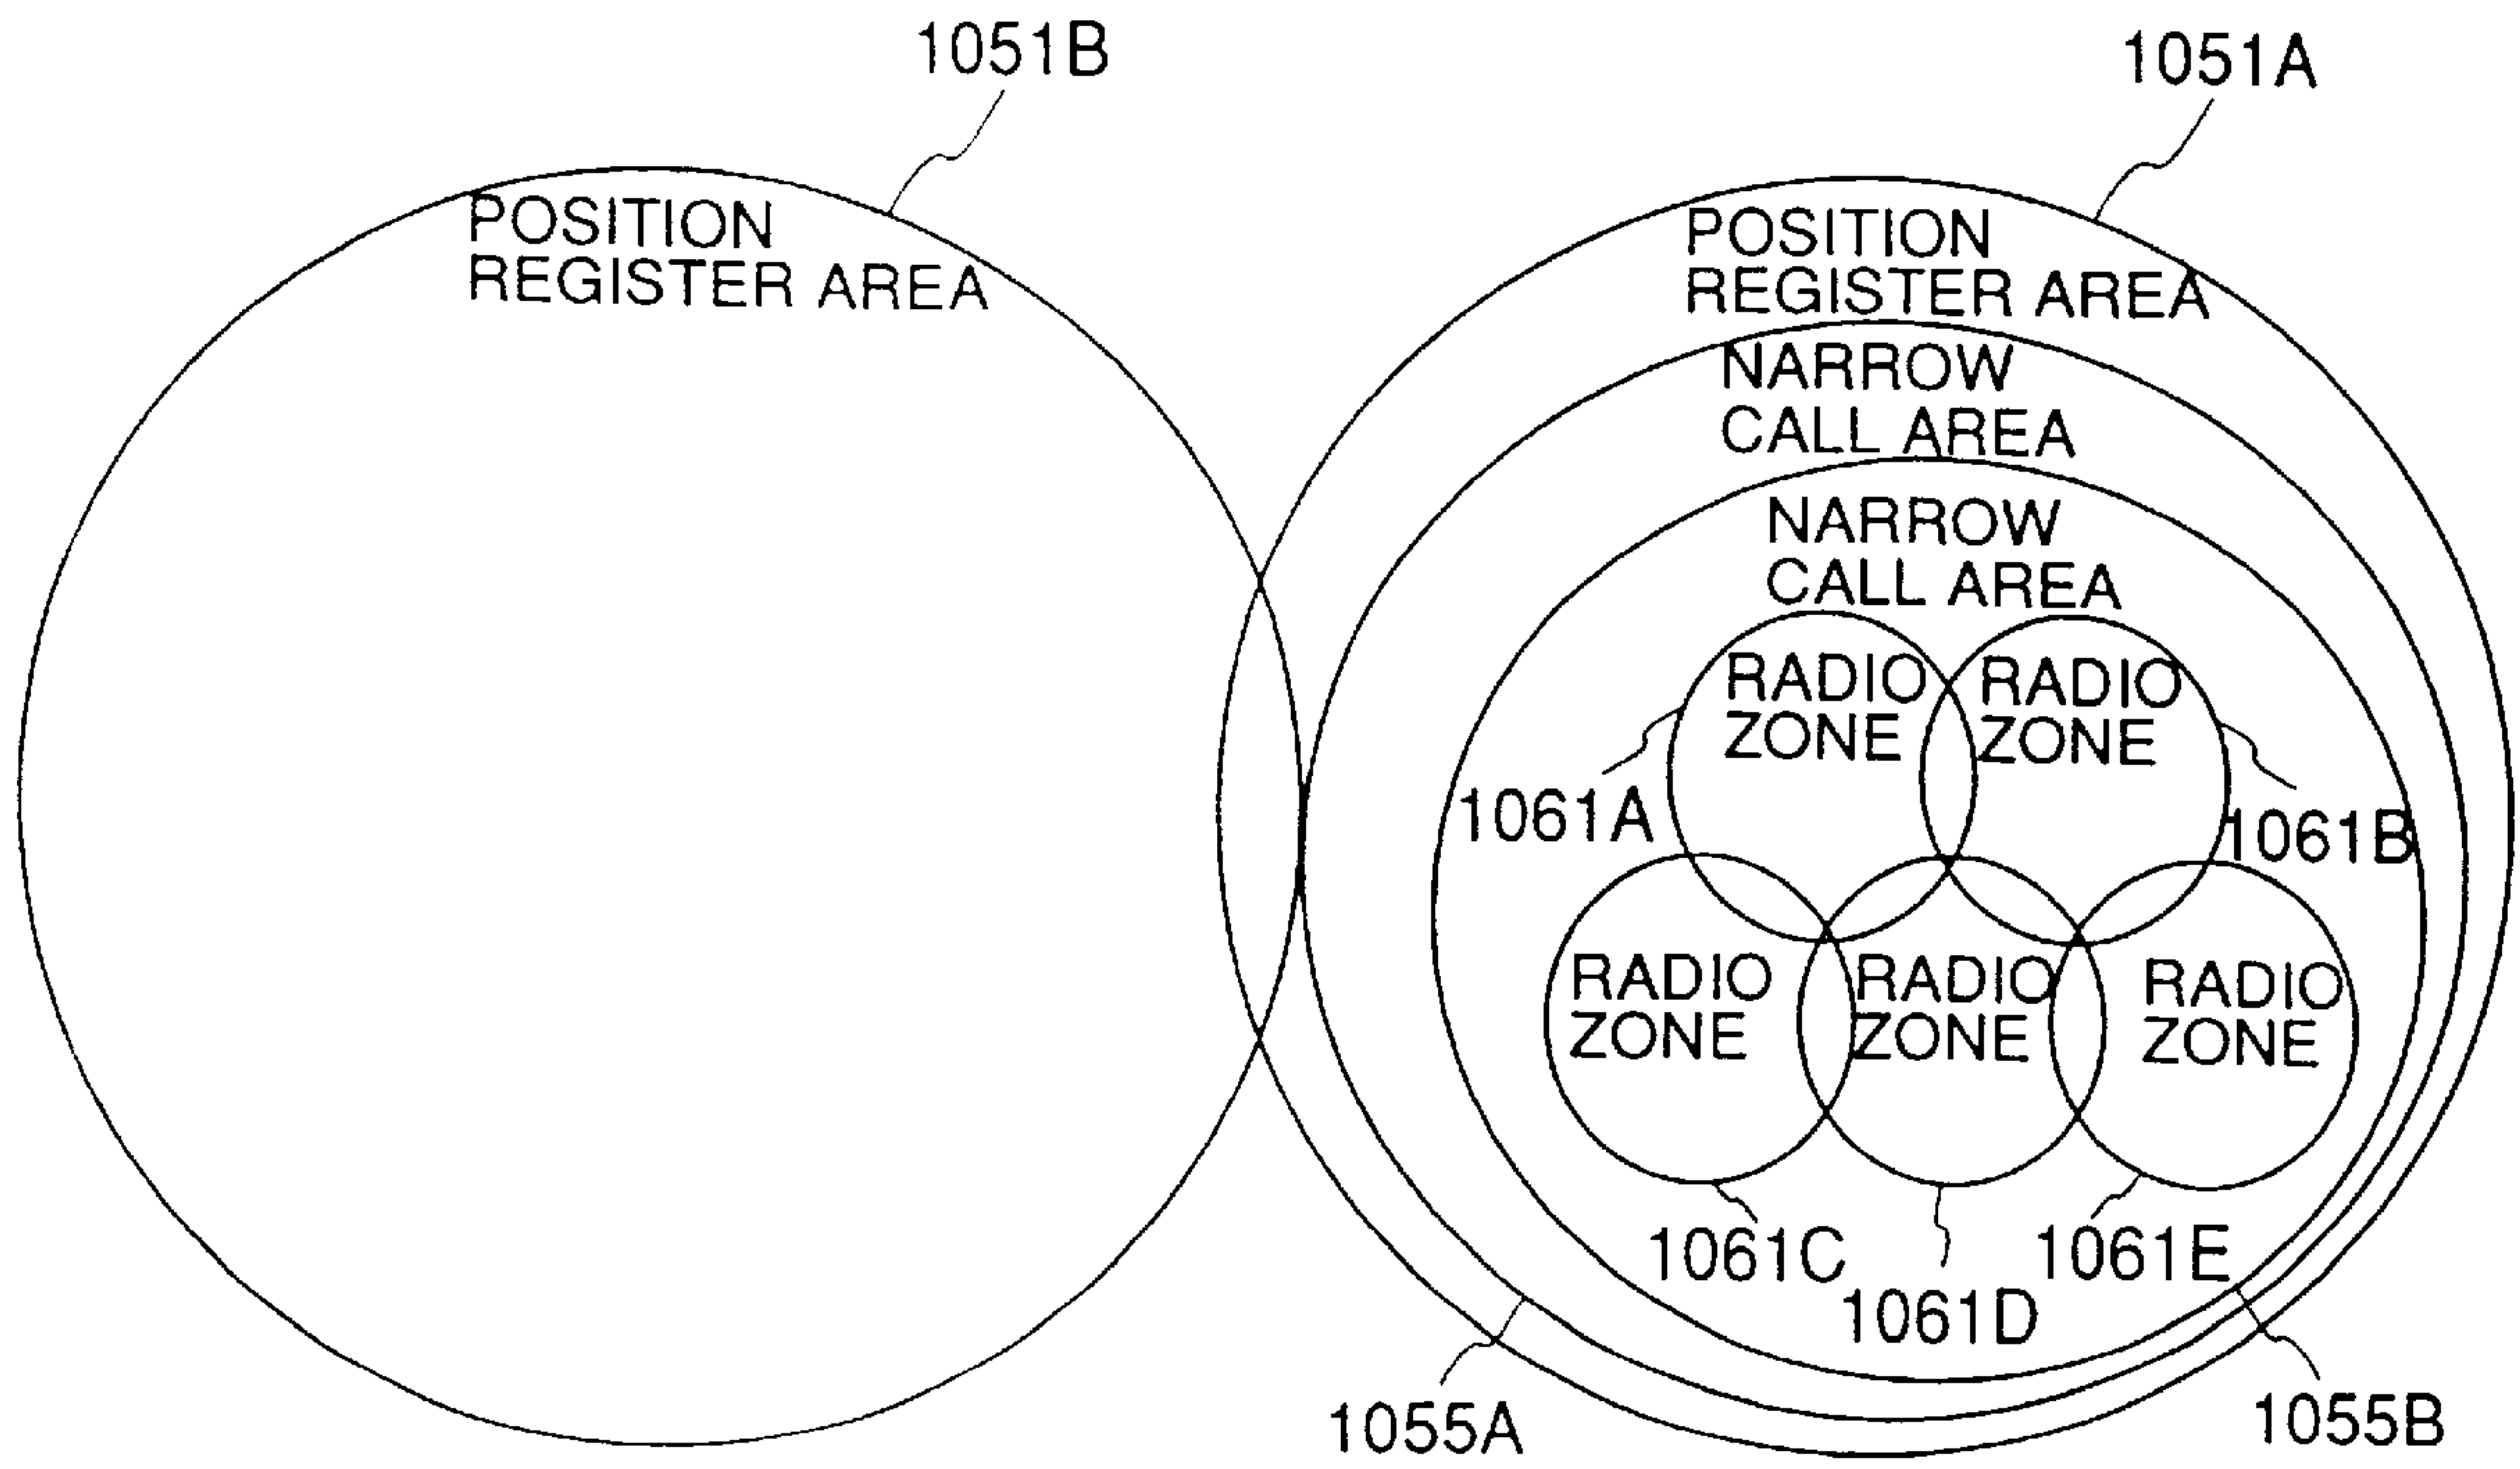 1051B
1051A
POSITION
REGISTER AREA
POSITION
REGISTER AREA
NARROW
CALL AREA
NARROW
CALL AREA
RADIO
ZONE
RADIO
ZONE
1061A
1061B
RADIO
ZONE
RADIO
ZONE
RADIO
ZONE
1061C
1061D
1061E
1055A
1055B